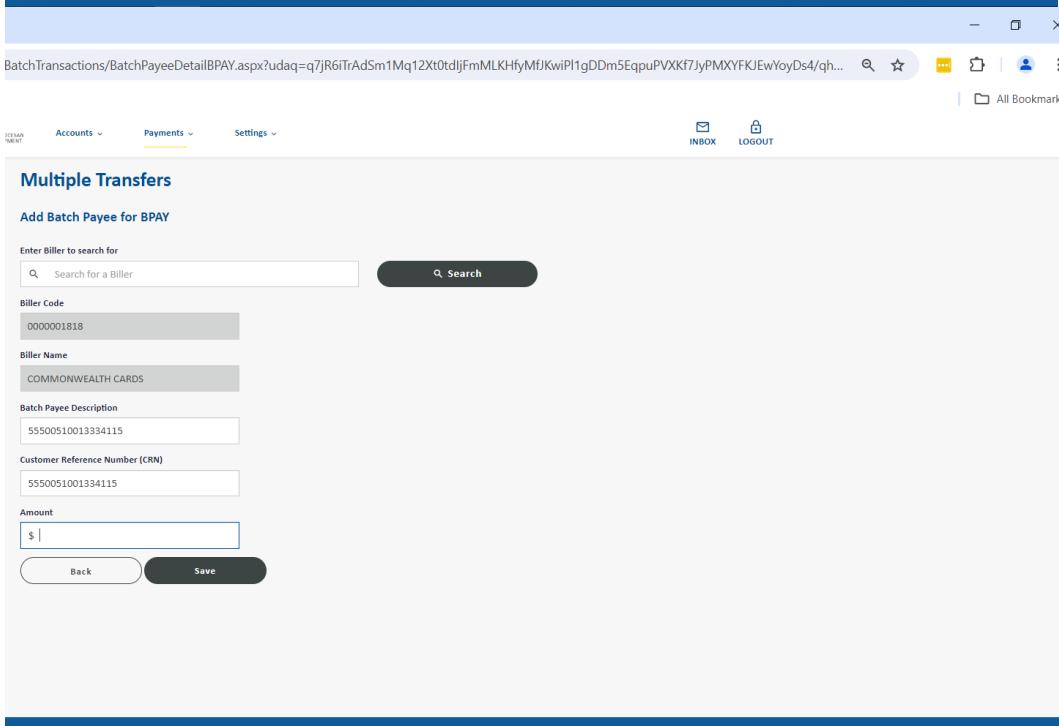 BatchTransactions/BatchPayeeDetailBPAY.aspx?udaq=q7jR6iTrAdSm1Mq12Xt0tdIjFmMLKHfyMfJKwiPl1gDDm5EqpuPVXKf7JyPMXYFKJEwYoyDs4/qh...
All Bookmark
Accounts
Payments
Settings
INBOX
LOGOUT
Multiple Transfers
Add Batch Payee for BPAY
Enter Biller to search for
Search for a Biller
Search
Biller Code
0000001818
Biller Name
COMMONWEALTH CARDS
Batch Payee Description
55500510013334115
Customer Reference Number (CRN)
5550051001334115
Amount
$
Back
Save